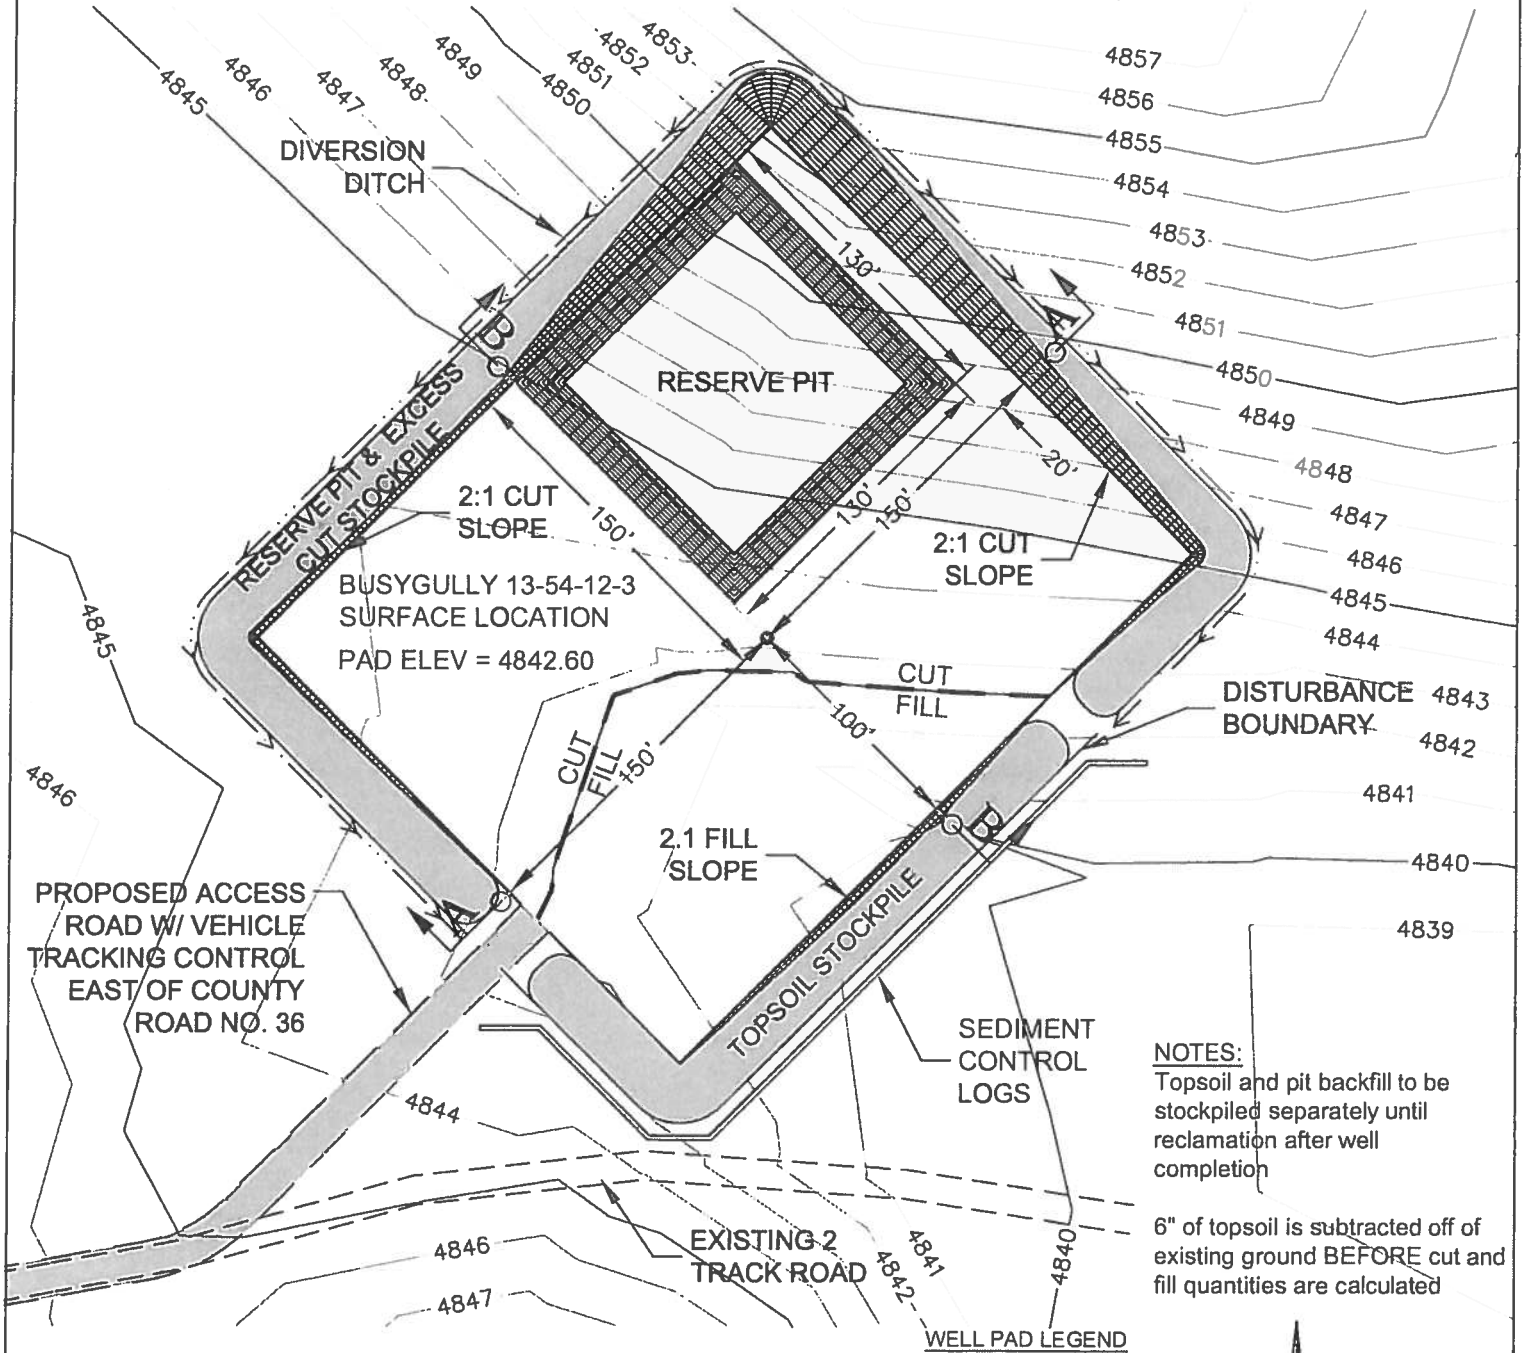 4853
4852
4851
4850
4849
4848
4847
4846
4845
4857
4856
4855
4854
4853
4852
4851
4850
4849
4848
4847
4846
4845
4844
4843
4842
4841
4840
4839
DIVERSION
DITCH
130'
A
B
RESERVE PIT
20'
130'
150'
RESERVE PIT & EXCESS
CUT STOCKPILE
2:1 CUT
SLOPE
150'
2:1 CUT
SLOPE
BUSYGULLY 13-54-12-3
SURFACE LOCATION
PAD ELEV = 4842.60
4845
CUT
FILL
DISTURBANCE
BOUNDARY
100'
CUT
FILL
150'
4846
B
2.1 FILL
SLOPE
PROPOSED ACCESS
ROAD W/ VEHICLE
TRACKING CONTROL
EAST OF COUNTY
ROAD NO. 36
A
TOPSOIL STOCKPILE
SEDIMENT
CONTROL
LOGS
4844
NOTES:
Topsoil and pit backfill to be
stockpiled separately until
reclamation after well
completion
6" of topsoil is subtracted off of
existing ground BEFORE cut and
fill quantities are calculated
EXISTING 2
TRACK ROAD
4846
4847
4842
4841
4840
WELL PAD LEGEND